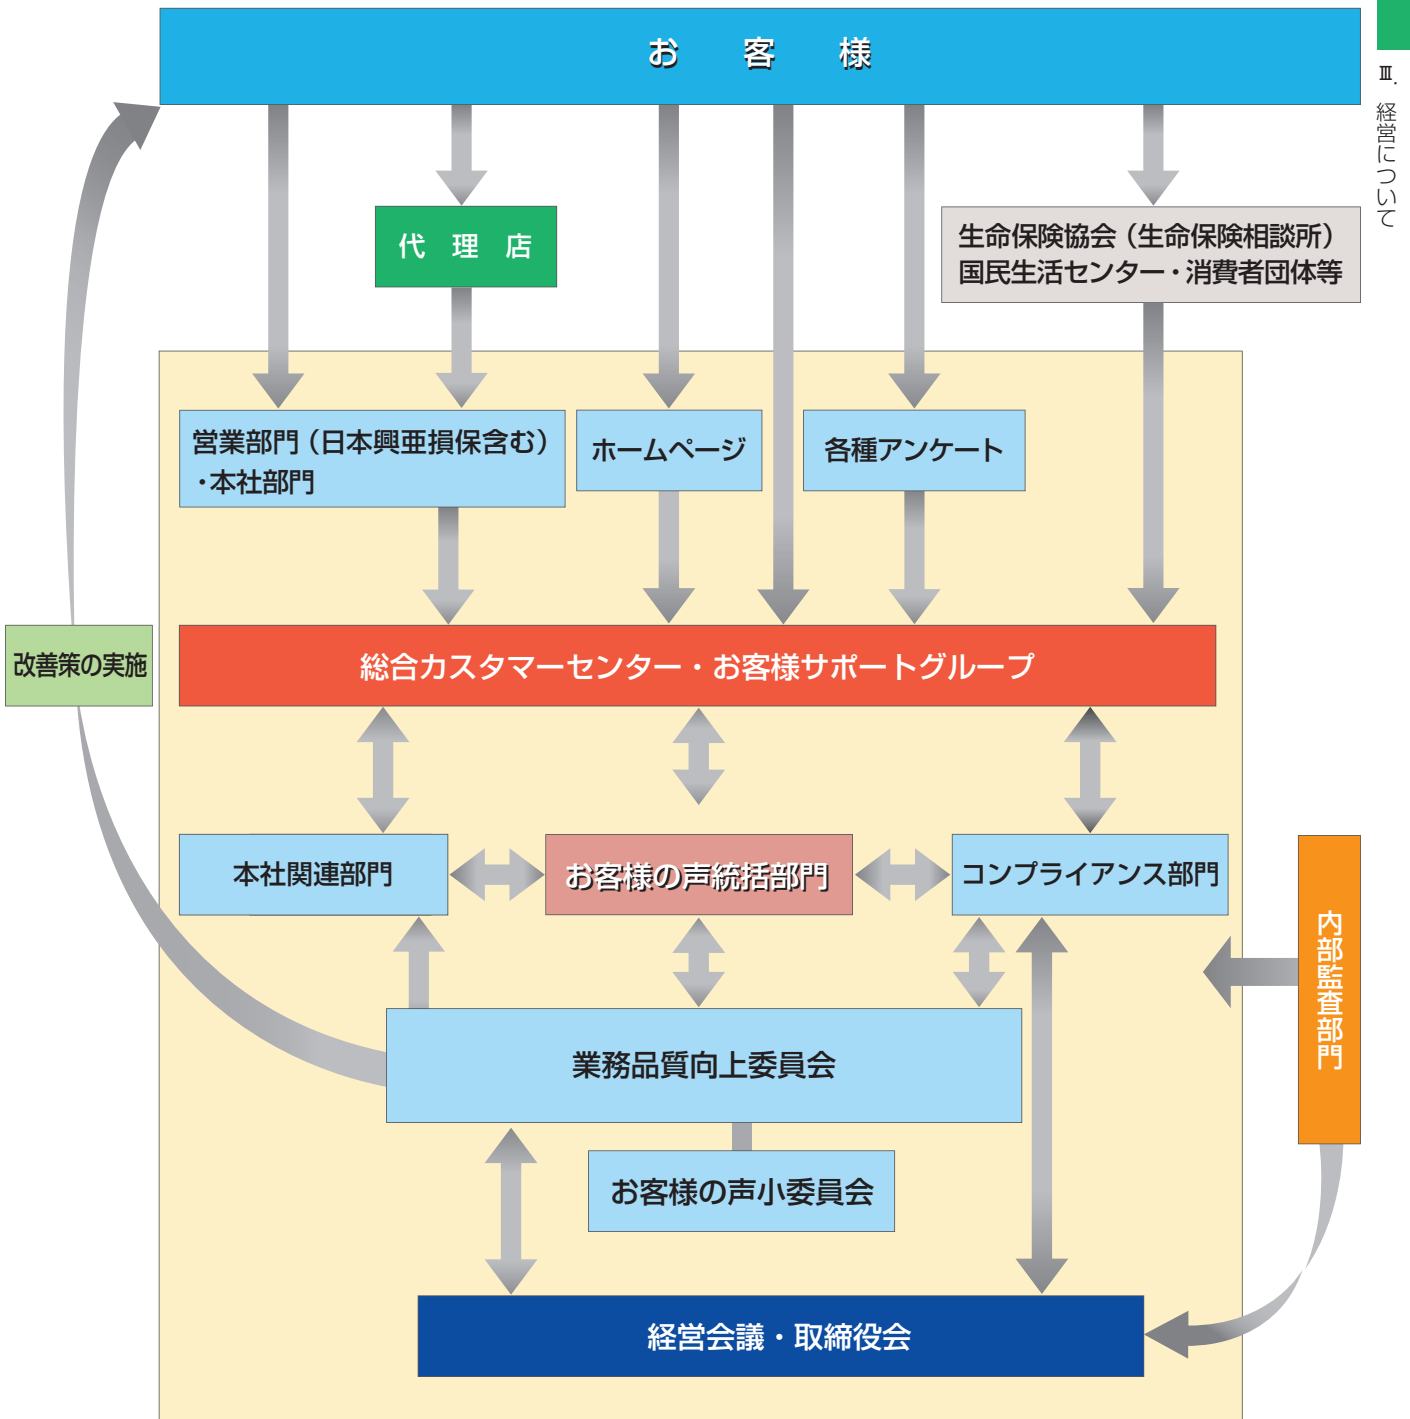 お 客 様
Ⅲ. 経営について
代 理 店
生命保険協会（生命保険相談所）
国民生活センター・消費者団体等
営業部門（日本興亜損保含む）
・本社部門
ホームページ
各種アンケート
改善策の実施
総合カスタマーセンター・お客様サポートグループ
本社関連部門
お客様の声統括部門
コンプライアンス部門
内部監査部門
業務品質向上委員会
お客様の声小委員会
経営会議・取締役会